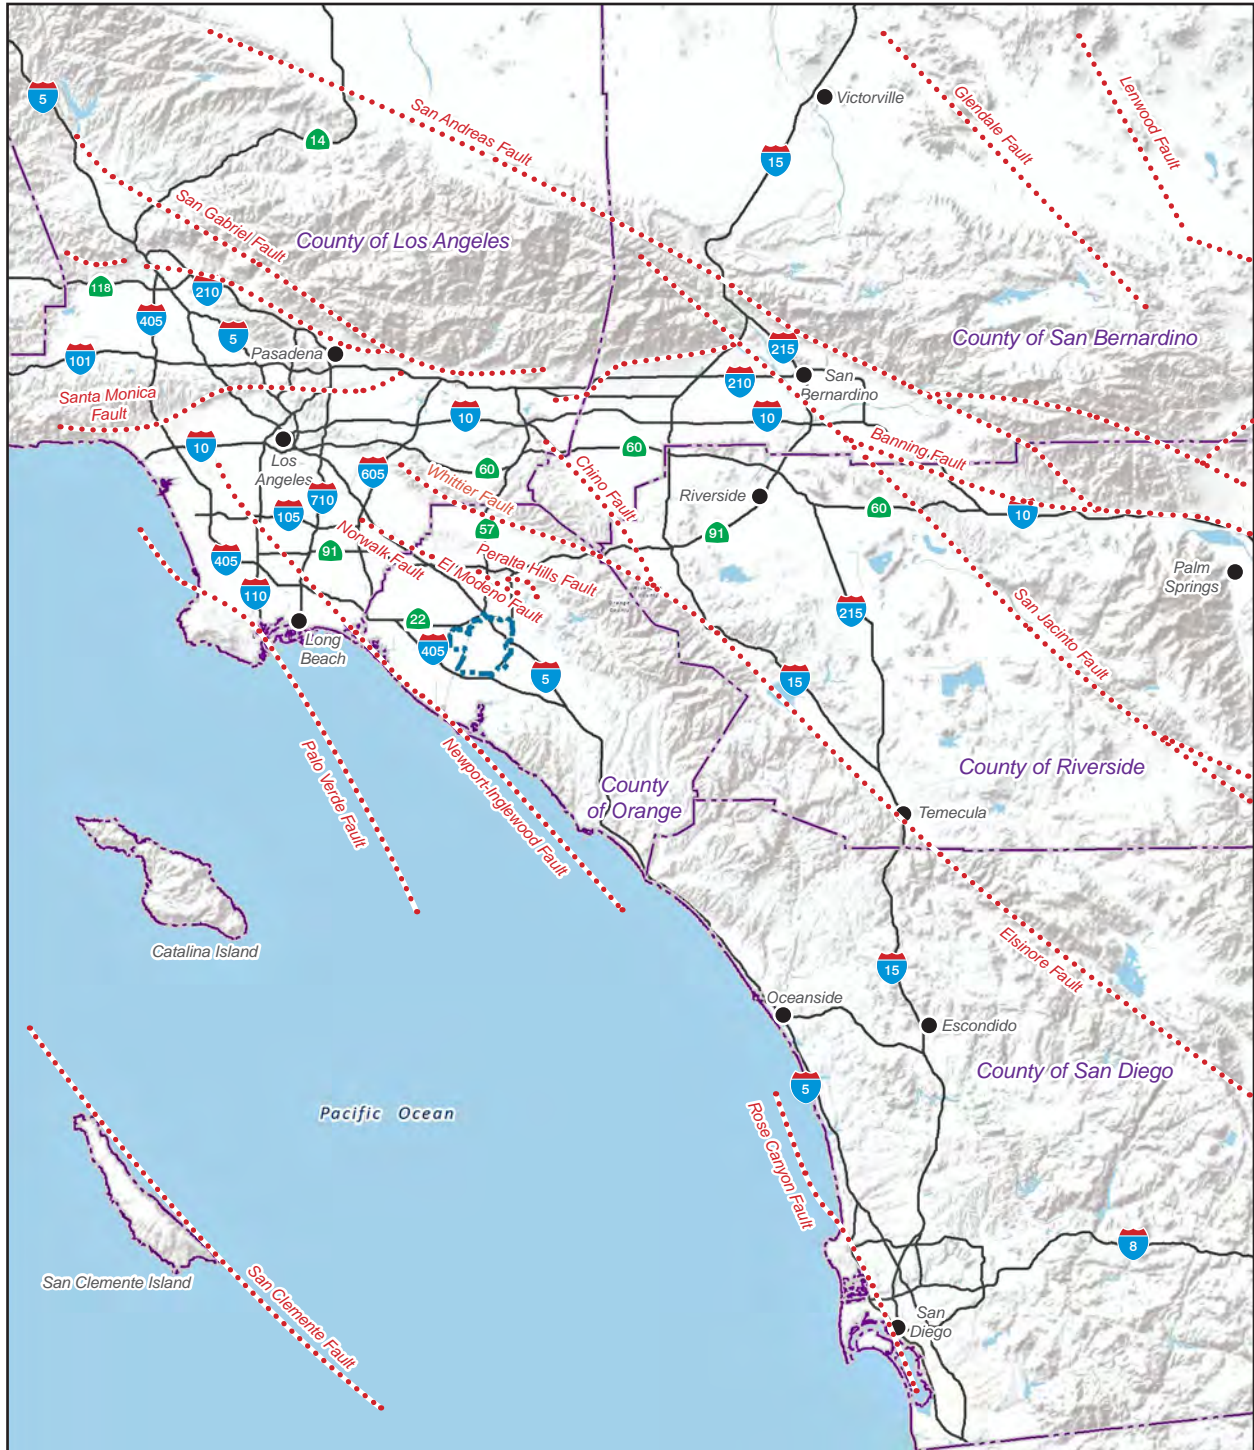 5
14
San Andreas Fault
Victorville
15
Glendale Fault
Lenwood Fault
San Gabriel Fault
County of Los Angeles
118
210
405
5
101
Pasadena
215
County of San Bernardino
210
San
Bernardino
Santa Monica
Fault
10
10
10
Los
Angeles
60
60
Banning Fault
605
Whittier Fault
Chino Fault
710
105
Riverside
60
10
57
91
Norwalk Fault
91
405
Peralta Hills Fault
El Modeno Fault
Palm
Springs
110
22
Long
Beach
405
215
San Jacinto Fault
5
15
Palo Verde Fault
Newport-Inglewood Fault
County
of Orange
County of Riverside
Temecula
Catalina Island
Elsinore Fault
15
Oceanside
Escondido
County of San Diego
5
Pacific Ocean
Rose Canyon Fault
8
San Clemente Island
San Clemente Fault
San
Diego